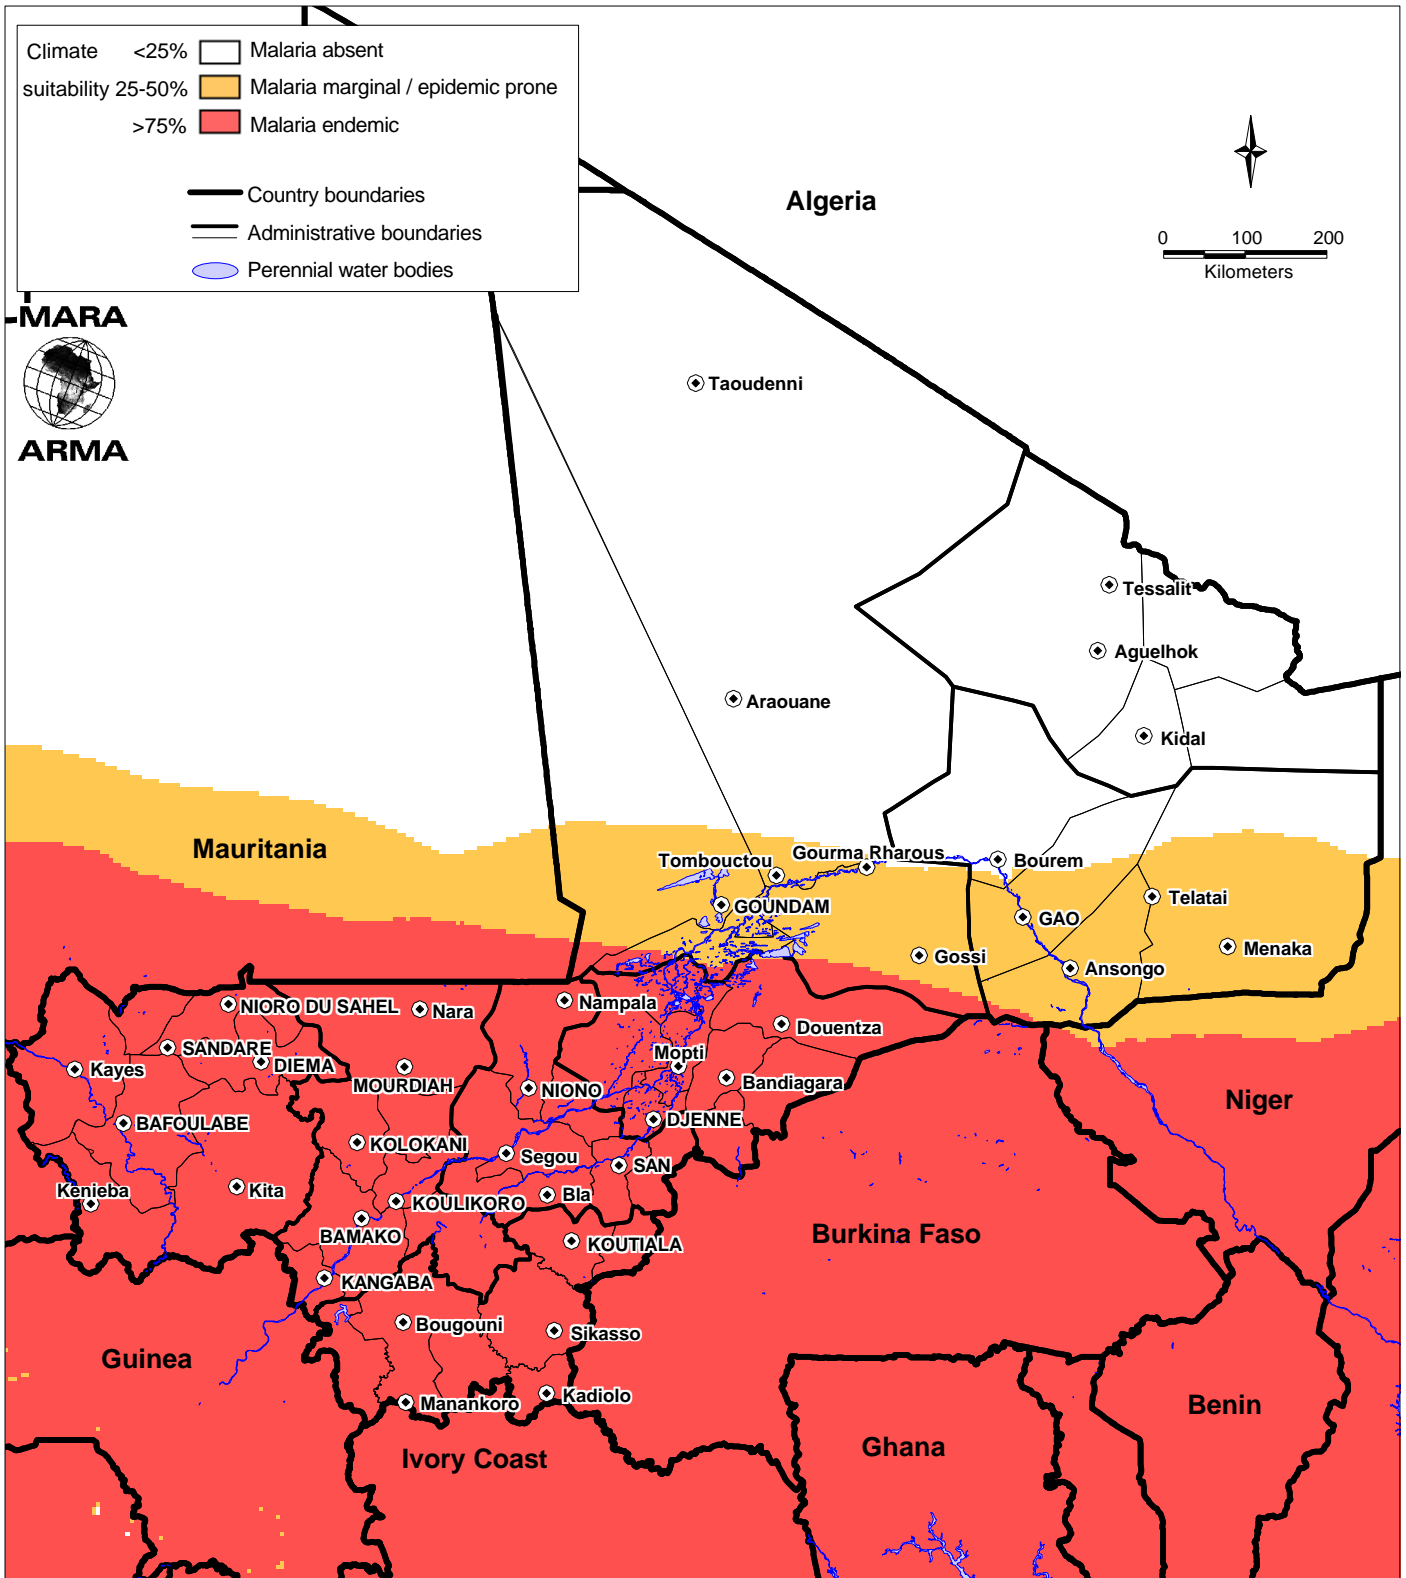 Climate <25% Malaria absent
suitability 25-50% Malaria marginal / epidemic prone
>75% Malaria endemic
Country boundaries
Administrative boundaries
Perennial water bodies
MARA
ARMA
Algeria
0 100 200
Kilometers
Taoudenni
Tessalit
Aguelhok
Araouane
Kidal
Mauritania
Tombouctou
Gourma Rharous
Bourem
GOUNDAM
GAO
Telatai
Gossi
Ansongo
Menaka
NIORO DU SAHEL
Nara
Nampala
Douentza
SANDARE
Kayes
DIEMA
MOURDIAH
Mopti
NIONO
Bandiagara
Niger
BAFOULABE
DJENNE
KOLOKANI
Segou
SAN
Kenieba
Kita
KOULIKORO
Bla
BAMAKO
KOUTIALA
Burkina Faso
KANGABA
Bougouni
Sikasso
Guinea
Manankoro
Kadiolo
Benin
Ivory Coast
Ghana